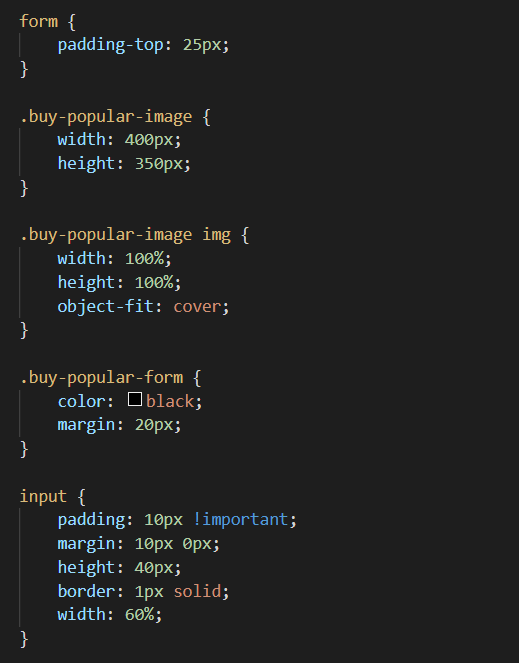 form {
    padding-top: 25px;
}

.buy-popular-image {
    width: 400px;
    height: 350px;
}

.buy-popular-image img {
    width: 100%;
    height: 100%;
    object-fit: cover;
}

.buy-popular-form {
    color: black;
    margin: 20px;
}

input {
    padding: 10px !important;
    margin: 10px 0px;
    height: 40px;
    border: 1px solid;
    width: 60%;
}